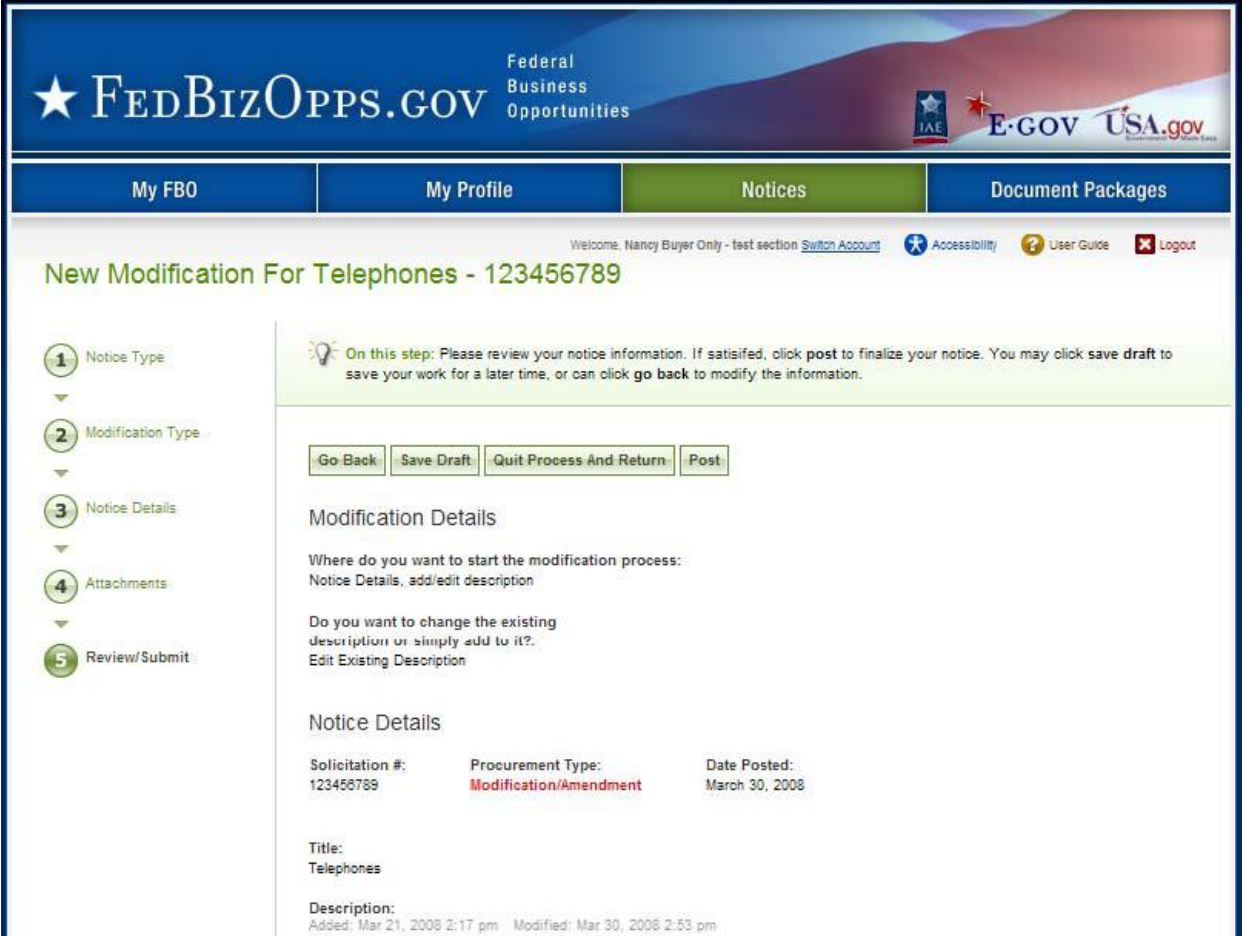 FEDBIZOPPS.GOV
Federal
Business
Opportunities
IAE
E-GOV
USA.gov
My FBO
My Profile
Notices
Document Packages
Welcome, Nancy Buyer Only - test section Switch Account
Accessibility
User Guide
Logout
New Modification For Telephones - 123456789
1 Notice Type
2 Modification Type
3 Notice Details
4 Attachments
5 Review/Submit
On this step: Please review your notice information. If satisifed, click post to finalize your notice. You may click save draft to
save your work for a later time, or can click go back to modify the information.
Go Back
Save Draft
Quit Process And Return
Post
Modification Details
Where do you want to start the modification process:
Notice Details, add/edit description
Do you want to change the existing
description or simply add to it?.
Edit Existing Description
Notice Details
Solicitation #: Procurement Type: Date Posted:
123456789 Modification/Amendment March 30, 2008
Title:
Telephones
Description:
Added: Mar 21, 2008 2:17 pm Modified: Mar 30, 2008 2:53 pm